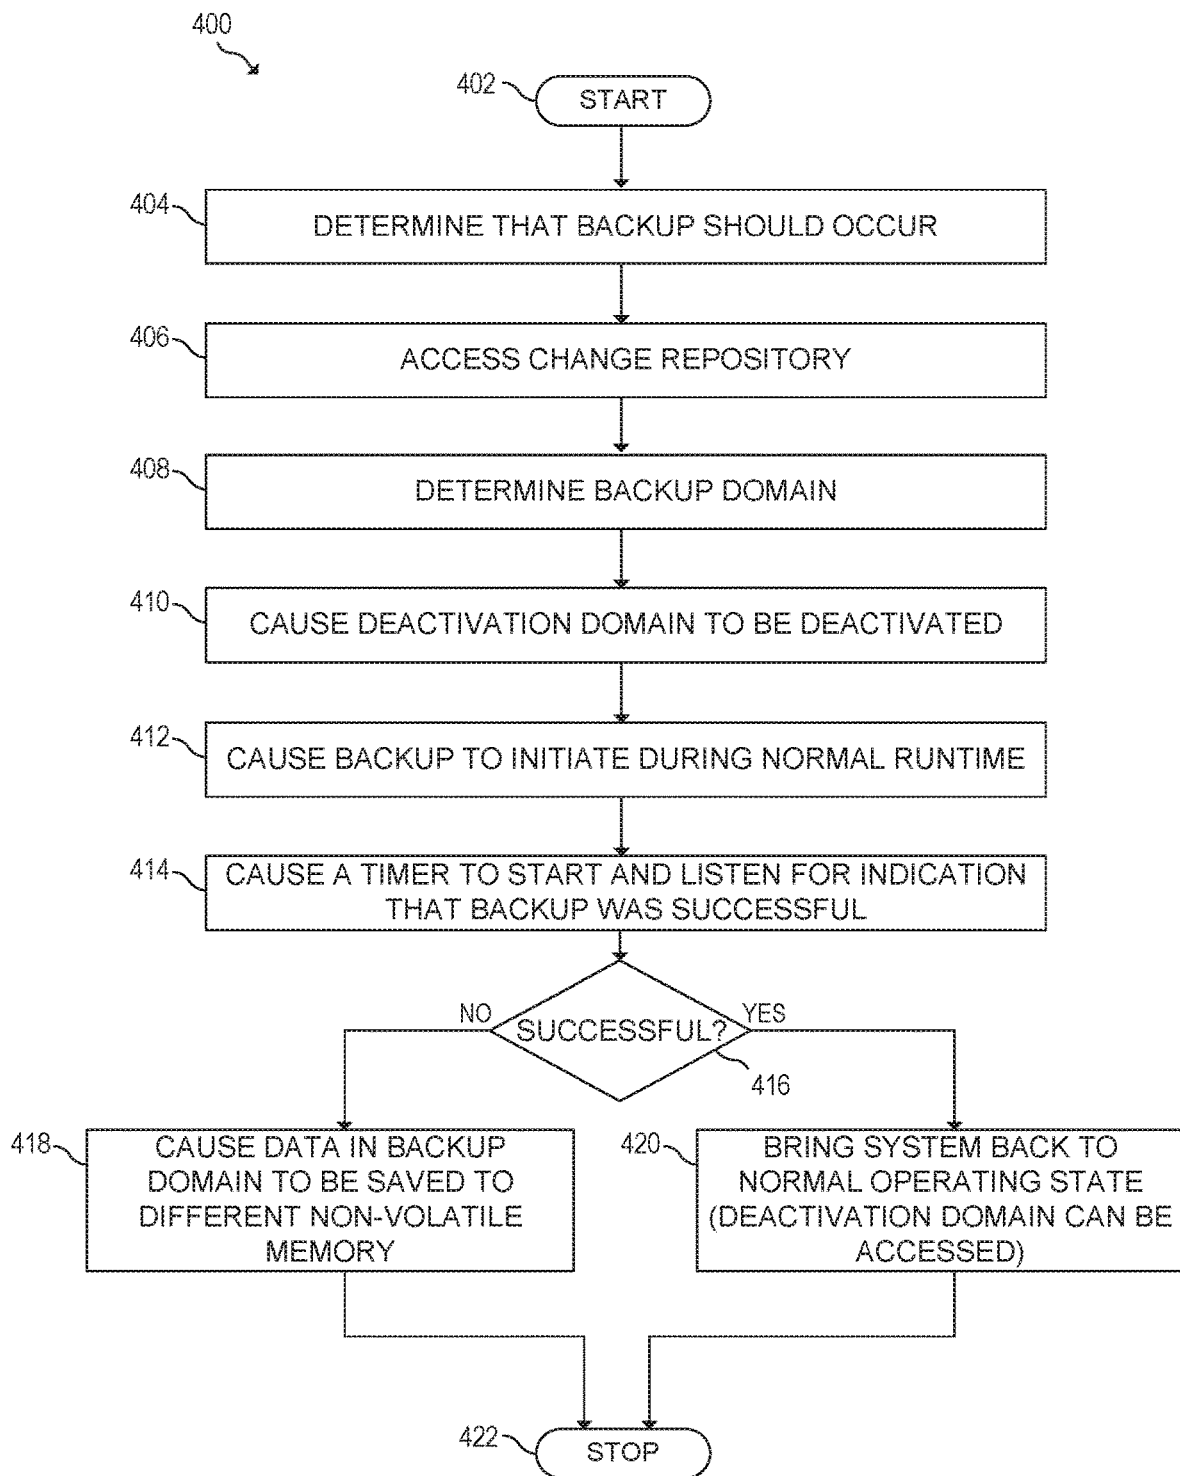 400
402
START
404
DETERMINE THAT BACKUP SHOULD OCCUR
406
ACCESS CHANGE REPOSITORY
408
DETERMINE BACKUP DOMAIN
410
CAUSE DEACTIVATION DOMAIN TO BE DEACTIVATED
412
CAUSE BACKUP TO INITIATE DURING NORMAL RUNTIME
414
CAUSE A TIMER TO START AND LISTEN FOR INDICATION
THAT BACKUP WAS SUCCESSFUL
NO
SUCCESSFUL?
YES
416
418
CAUSE DATA IN BACKUP
DOMAIN TO BE SAVED TO
DIFFERENT NON-VOLATILE
MEMORY
420
BRING SYSTEM BACK TO
NORMAL OPERATING STATE
(DEACTIVATION DOMAIN CAN BE
ACCESSED)
422
STOP